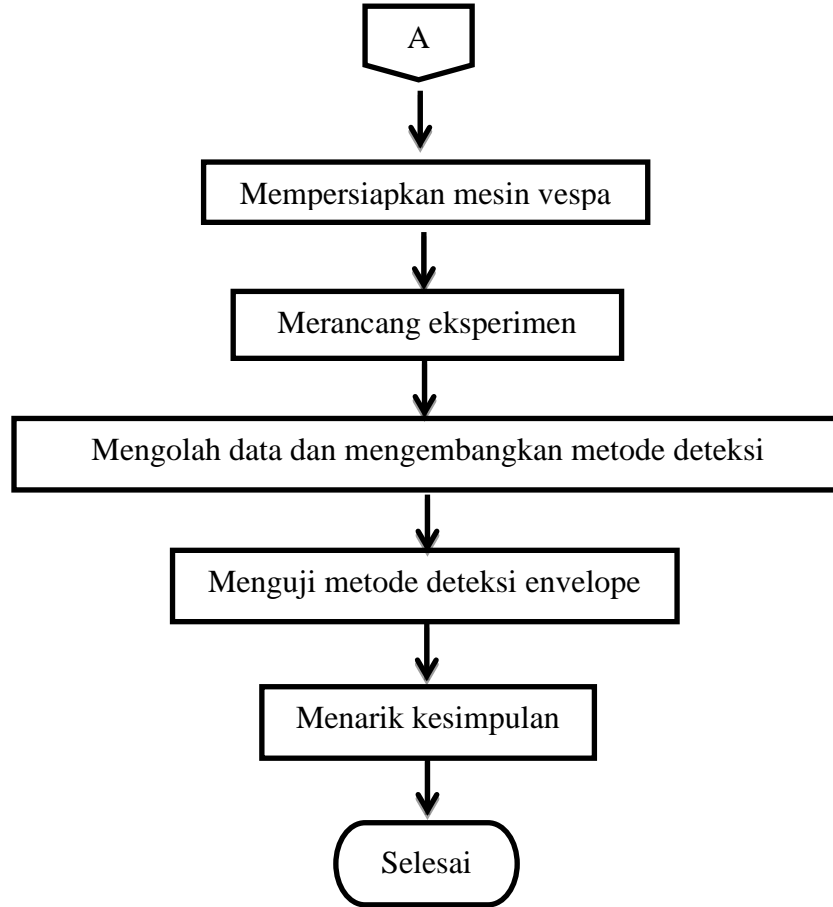 A
Mempersiapkan mesin vespa
Merancang eksperimen
Mengolah data dan mengembangkan metode deteksi
Menguji metode deteksi envelope
Menarik kesimpulan
Selesai